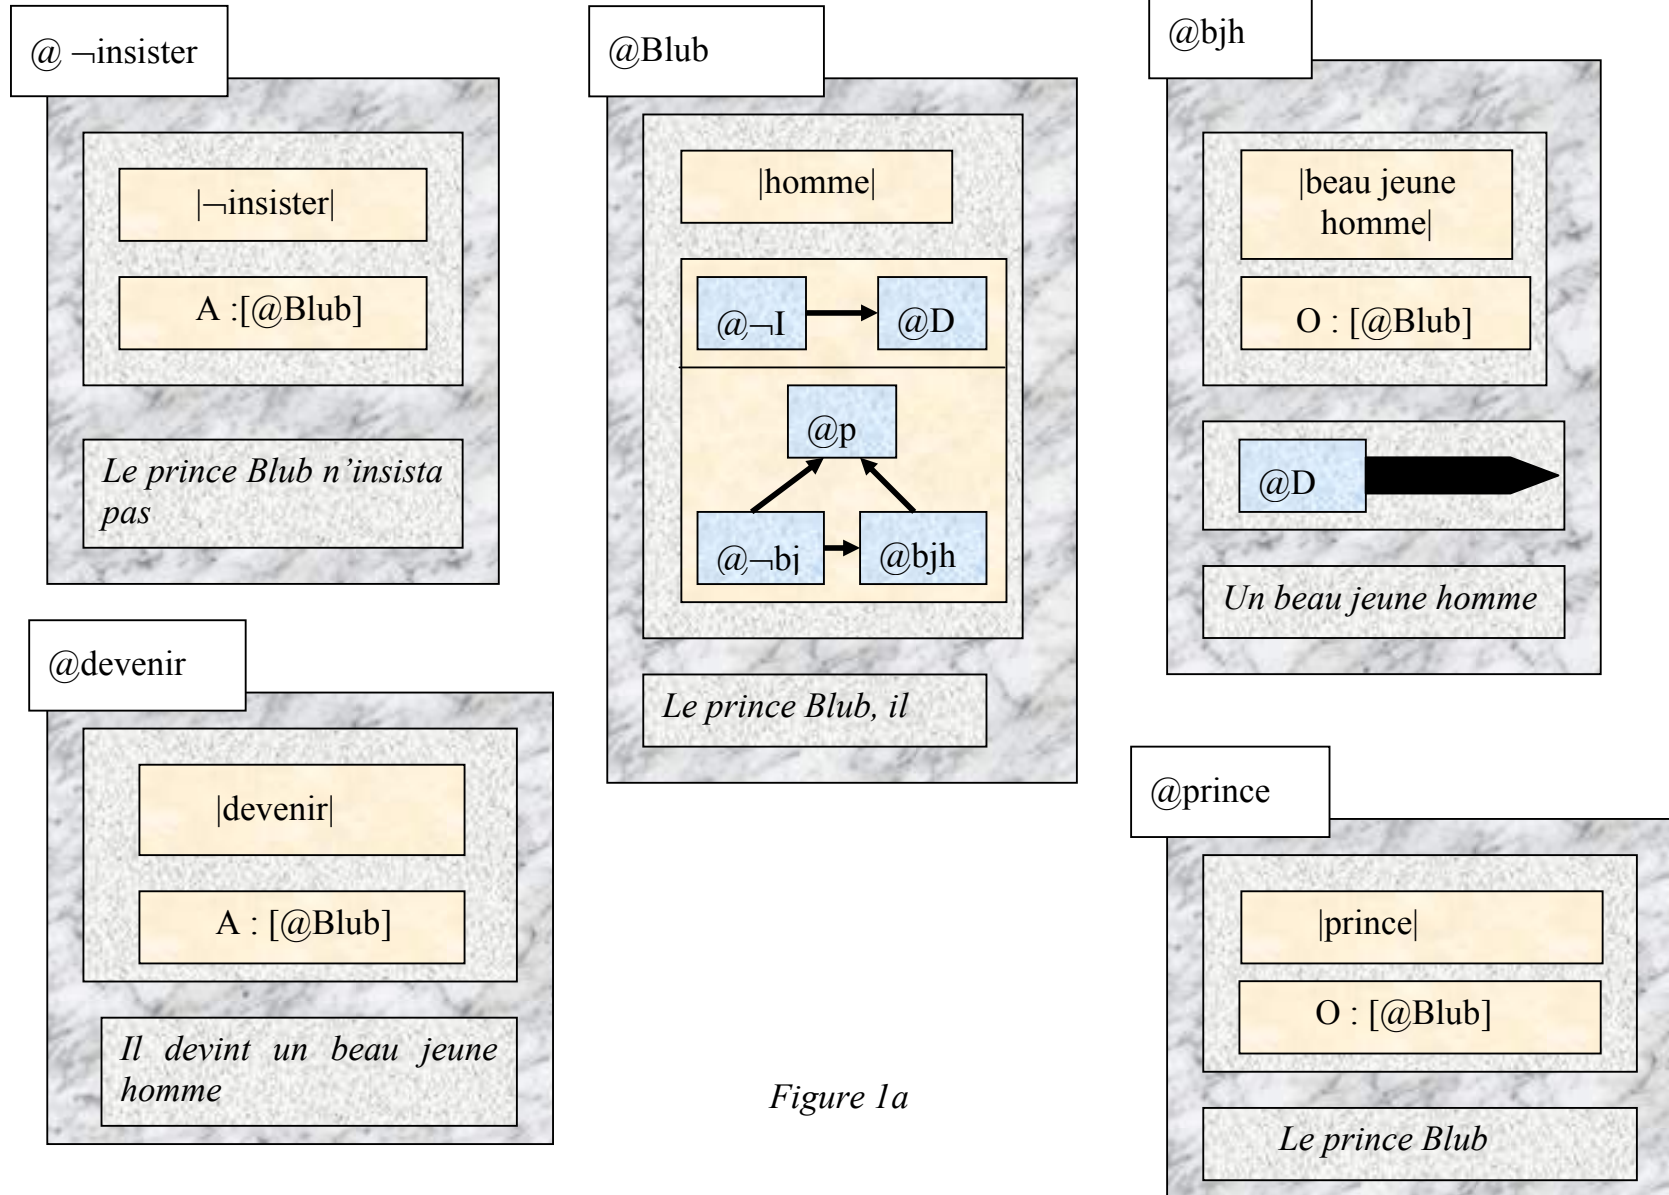 @ ¬insister
|¬insister|
A :[@Blub]
Le prince Blub n’insista
pas
@devenir
|devenir|
A : [@Blub]
Il devint un beau jeune
homme
@Blub
|homme|
@¬I
@D
@p
@¬bj
@bjh
Le prince Blub, il
Figure 1a
@bjh
|beau jeune
homme|
O : [@Blub]
@D
Un beau jeune homme
@prince
|prince|
O : [@Blub]
Le prince Blub